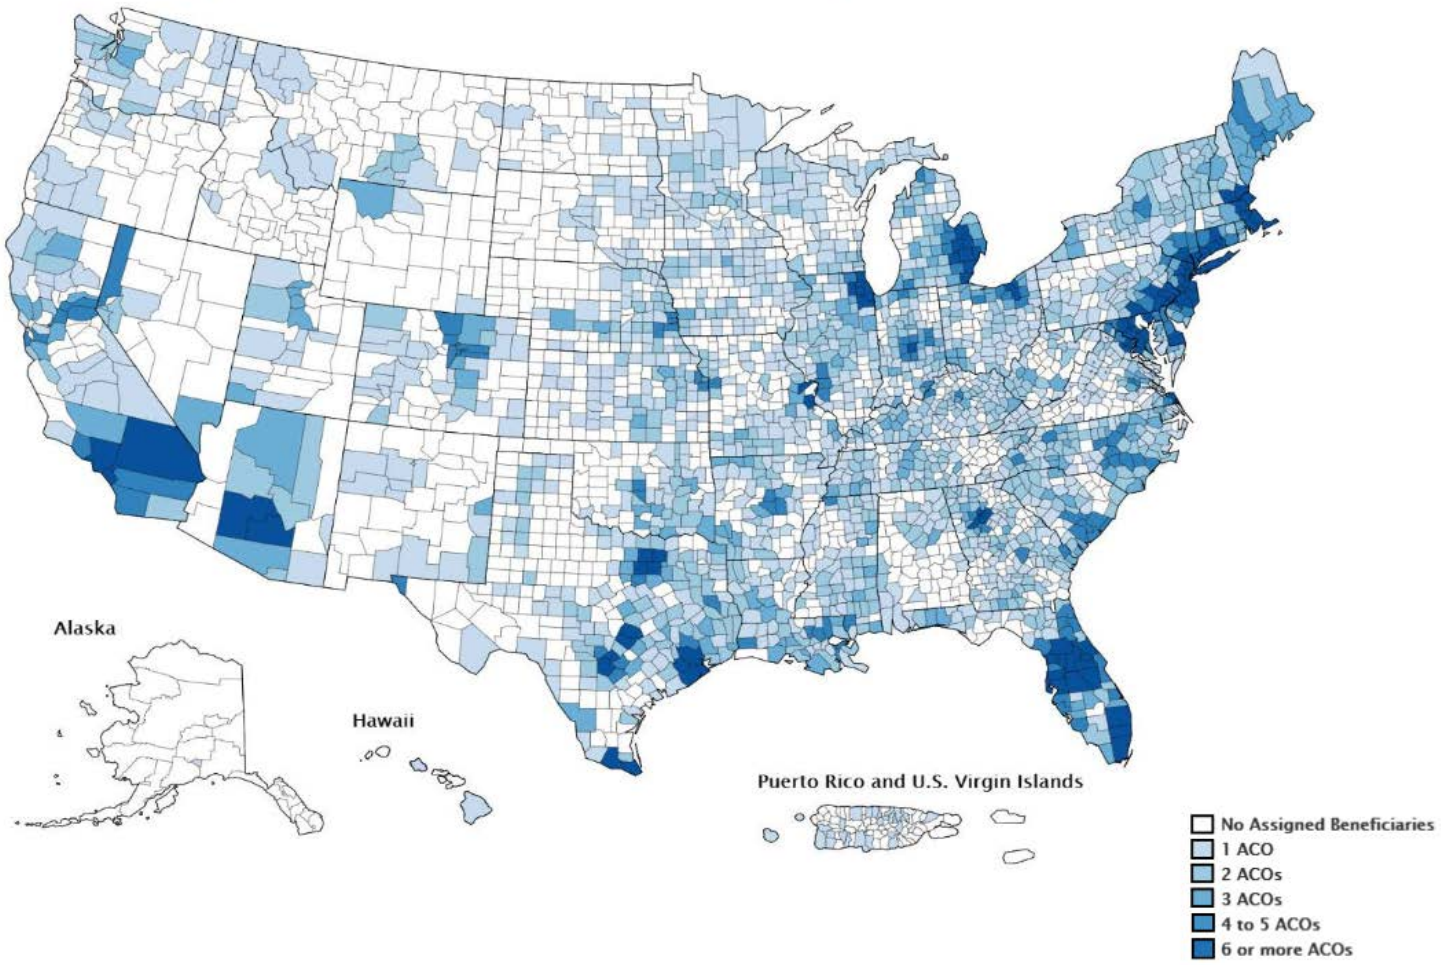 Alaska
Hawaii
Puerto Rico and U.S. Virgin Islands
No Assigned Beneficiaries
1 ACO
2 ACOs
3 ACOs
4 to 5 ACOs
6 or more ACOs